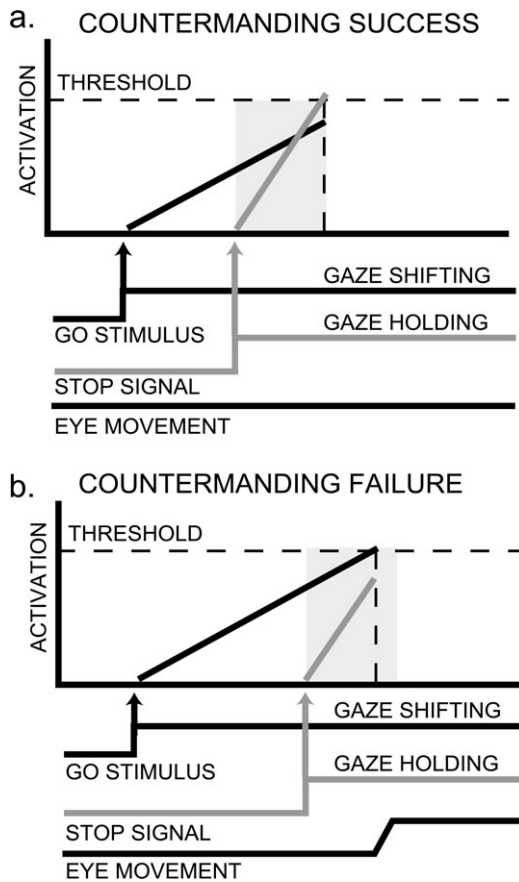 a. COUNTERMANDING SUCCESS
THRESHOLD
ACTIVATION
GAZE SHIFTING
GO STIMULUS
GAZE HOLDING
STOP SIGNAL
EYE MOVEMENT
b. COUNTERMANDING FAILURE
THRESHOLD
ACTIVATION
GAZE SHIFTING
GO STIMULUS
GAZE HOLDING
STOP SIGNAL
EYE MOVEMENT